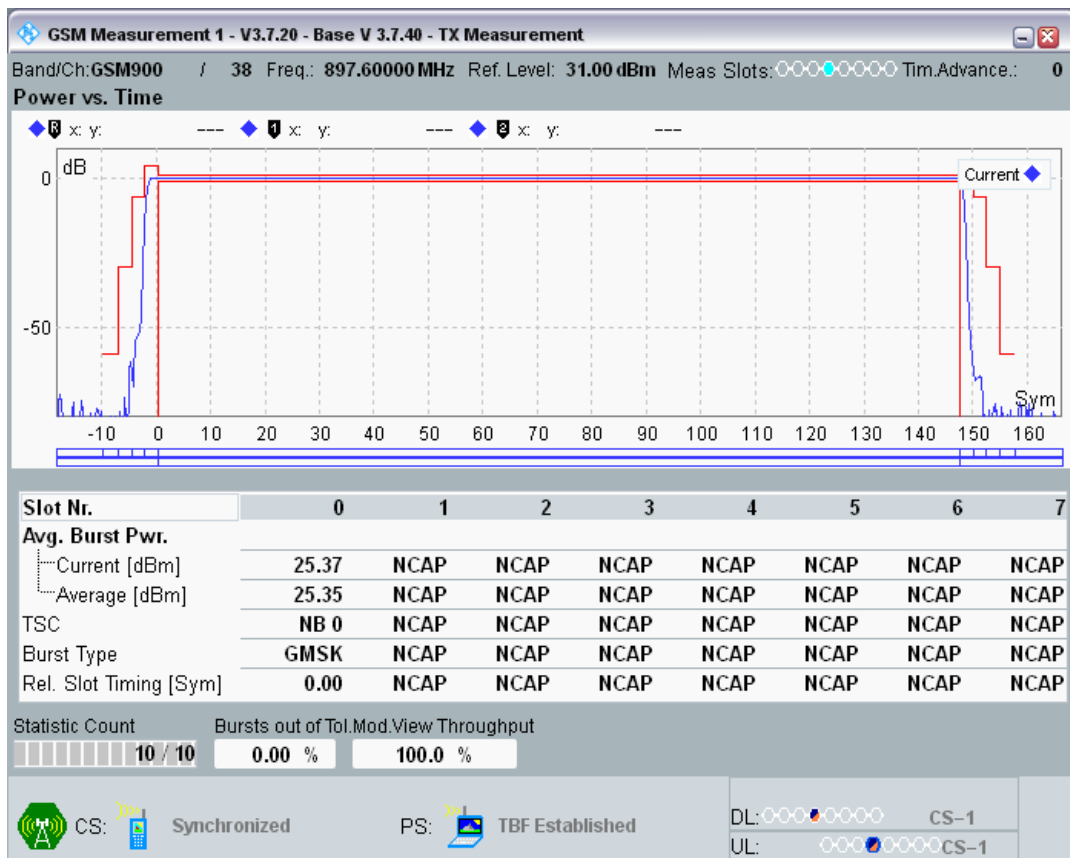 GSM Measurement 1 - V3.7.20 - Base V 3.7.40 - TX Measurement
Band/Ch:GSM900 / 38 Freq.: 897.60000 MHz Ref. Level: 31.00 dBm Meas Slots: Tim.Advance.: 0
Power vs. Time
R x: y: --- 1 x: y: --- 2 x: y: ---
dB
Current
0
-50
Sym
-10 0 10 20 30 40 50 60 70 80 90 100 110 120 130 140 150 160
Slot Nr. 0 1 2 3 4 5 6 7
Avg. Burst Pwr.
Current [dBm] 25.37 NCAP NCAP NCAP NCAP NCAP NCAP NCAP
Average [dBm] 25.35 NCAP NCAP NCAP NCAP NCAP NCAP NCAP
TSC NB 0 NCAP NCAP NCAP NCAP NCAP NCAP NCAP
Burst Type GMSK NCAP NCAP NCAP NCAP NCAP NCAP NCAP
Rel. Slot Timing [Sym] 0.00 NCAP NCAP NCAP NCAP NCAP NCAP NCAP
Statistic Count Bursts out of Tol.Mod.View Throughput
10 / 10 0.00 % 100.0 %
CS: Synchronized PS: TBF Established
DL: CS-1
UL: CS-1